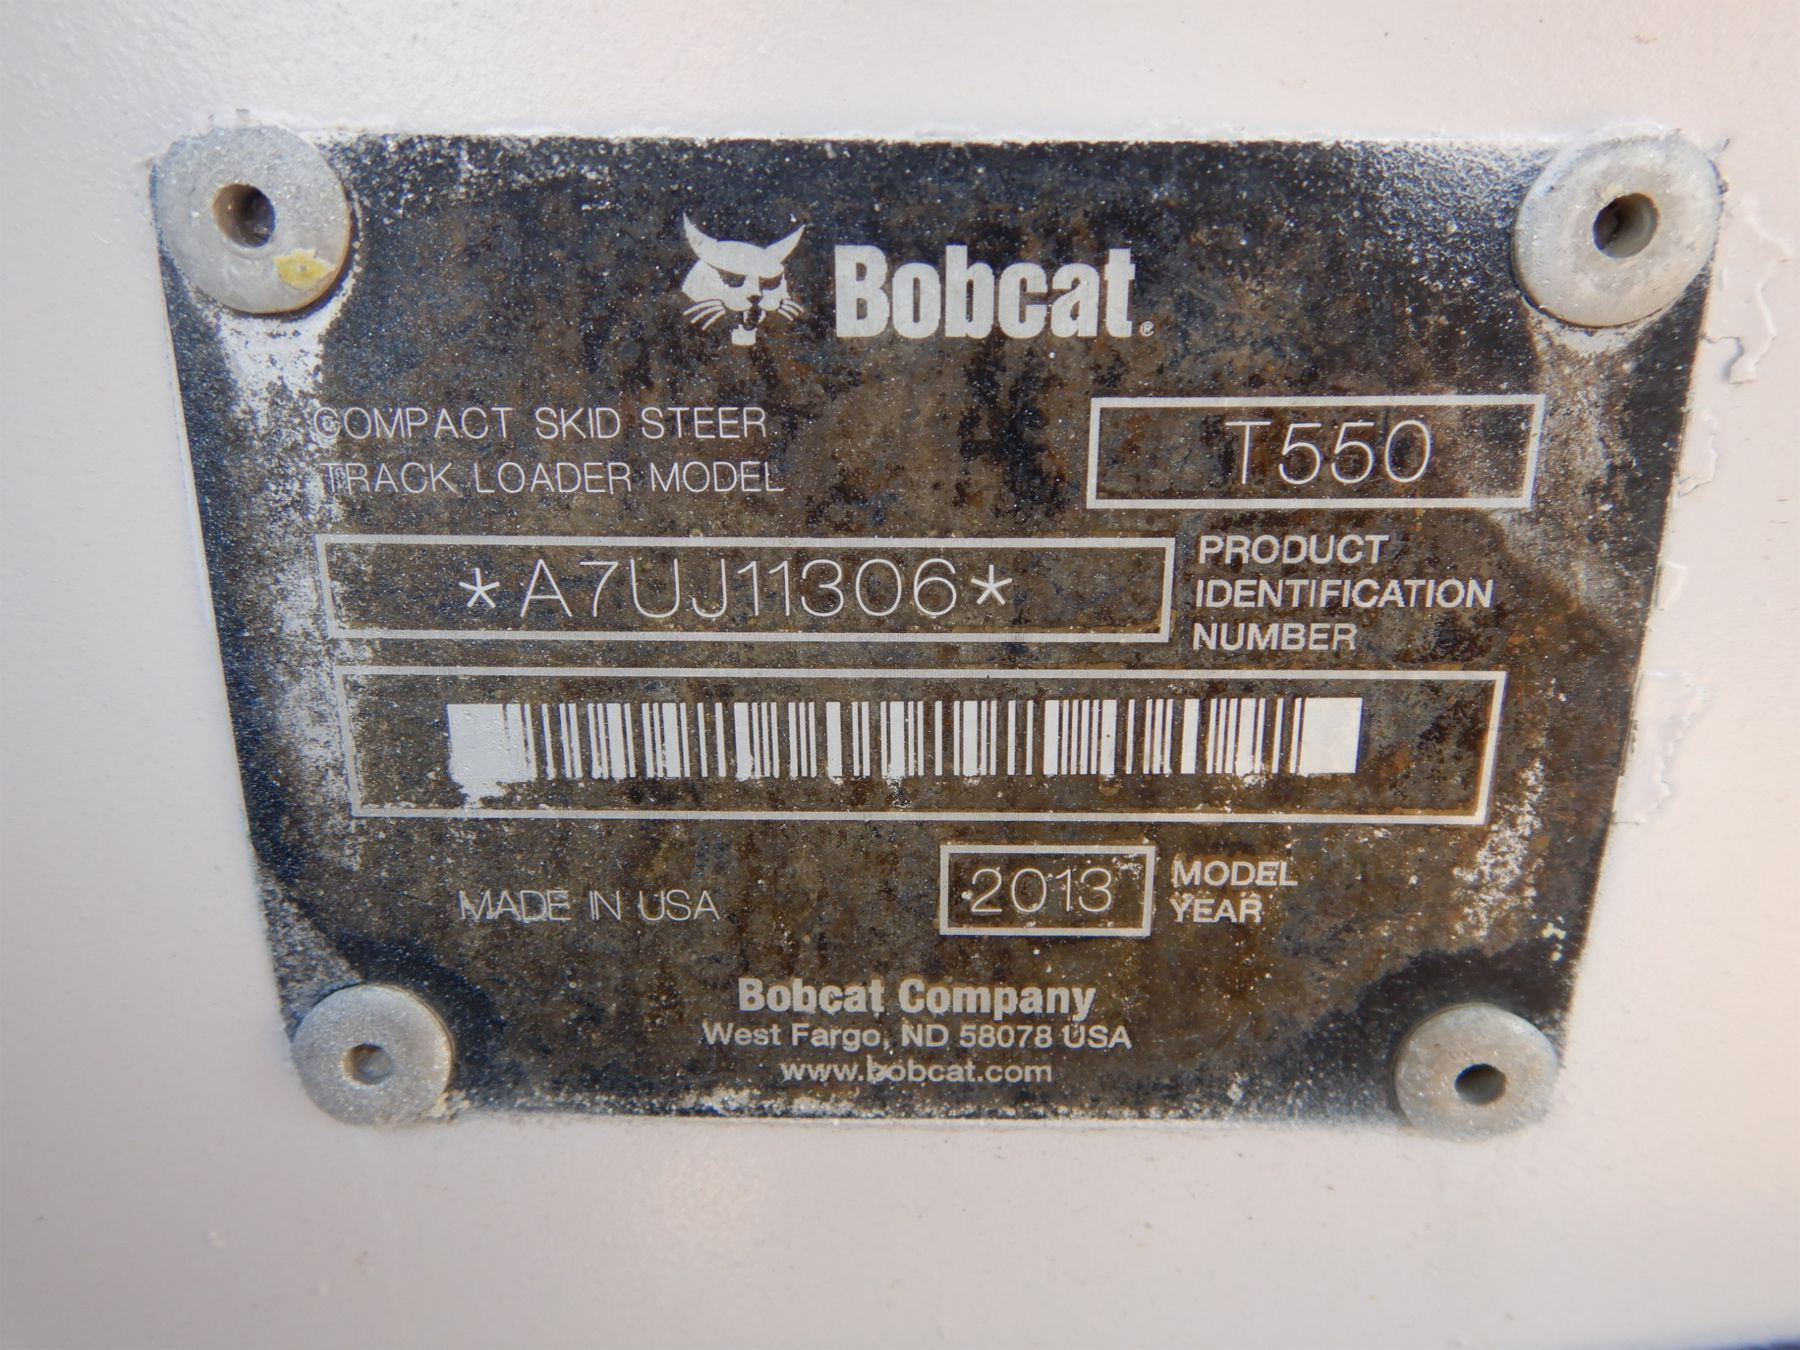 Bobcat®
COMPACT SKID STEER
TRACK LOADER MODEL
T550
*A7UJ11306*
PRODUCT
IDENTIFICATION
NUMBER
MADE IN USA
2013
MODEL
YEAR
Bobcat Company
West Fargo, ND 58078 USA
www.bobcat.com